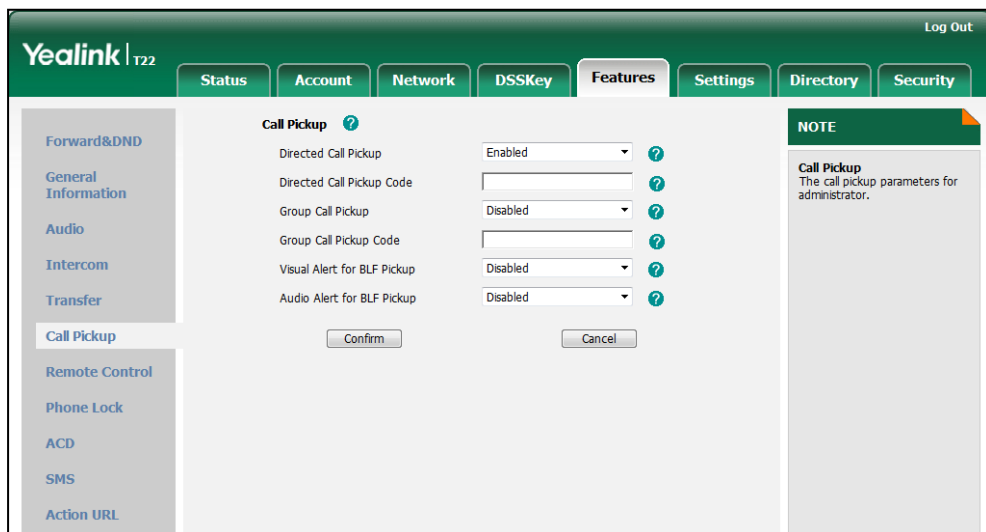 Log Out
Yealink T22
Status Account Network DSSKey Features Settings Directory Security
Forward&DND
General
Information
Audio
Intercom
Transfer
Call Pickup
Remote Control
Phone Lock
ACD
SMS
Action URL
Call Pickup ?
Directed Call Pickup Enabled ?
Directed Call Pickup Code ?
Group Call Pickup Disabled ?
Group Call Pickup Code ?
Visual Alert for BLF Pickup Disabled ?
Audio Alert for BLF Pickup Disabled ?
Confirm Cancel
NOTE
Call Pickup
The call pickup parameters for
administrator.